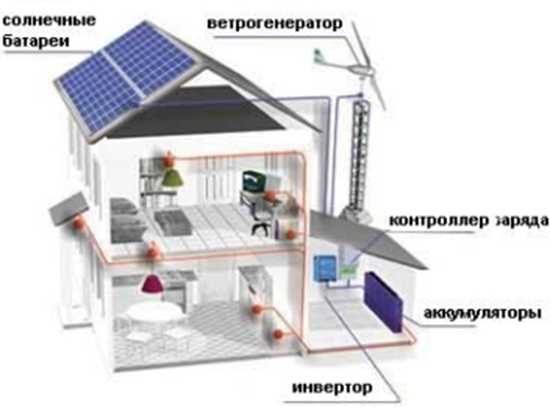 солнечные
батареи
ветрогенератор
контроллер заряда
аккумуляторы
инвертор